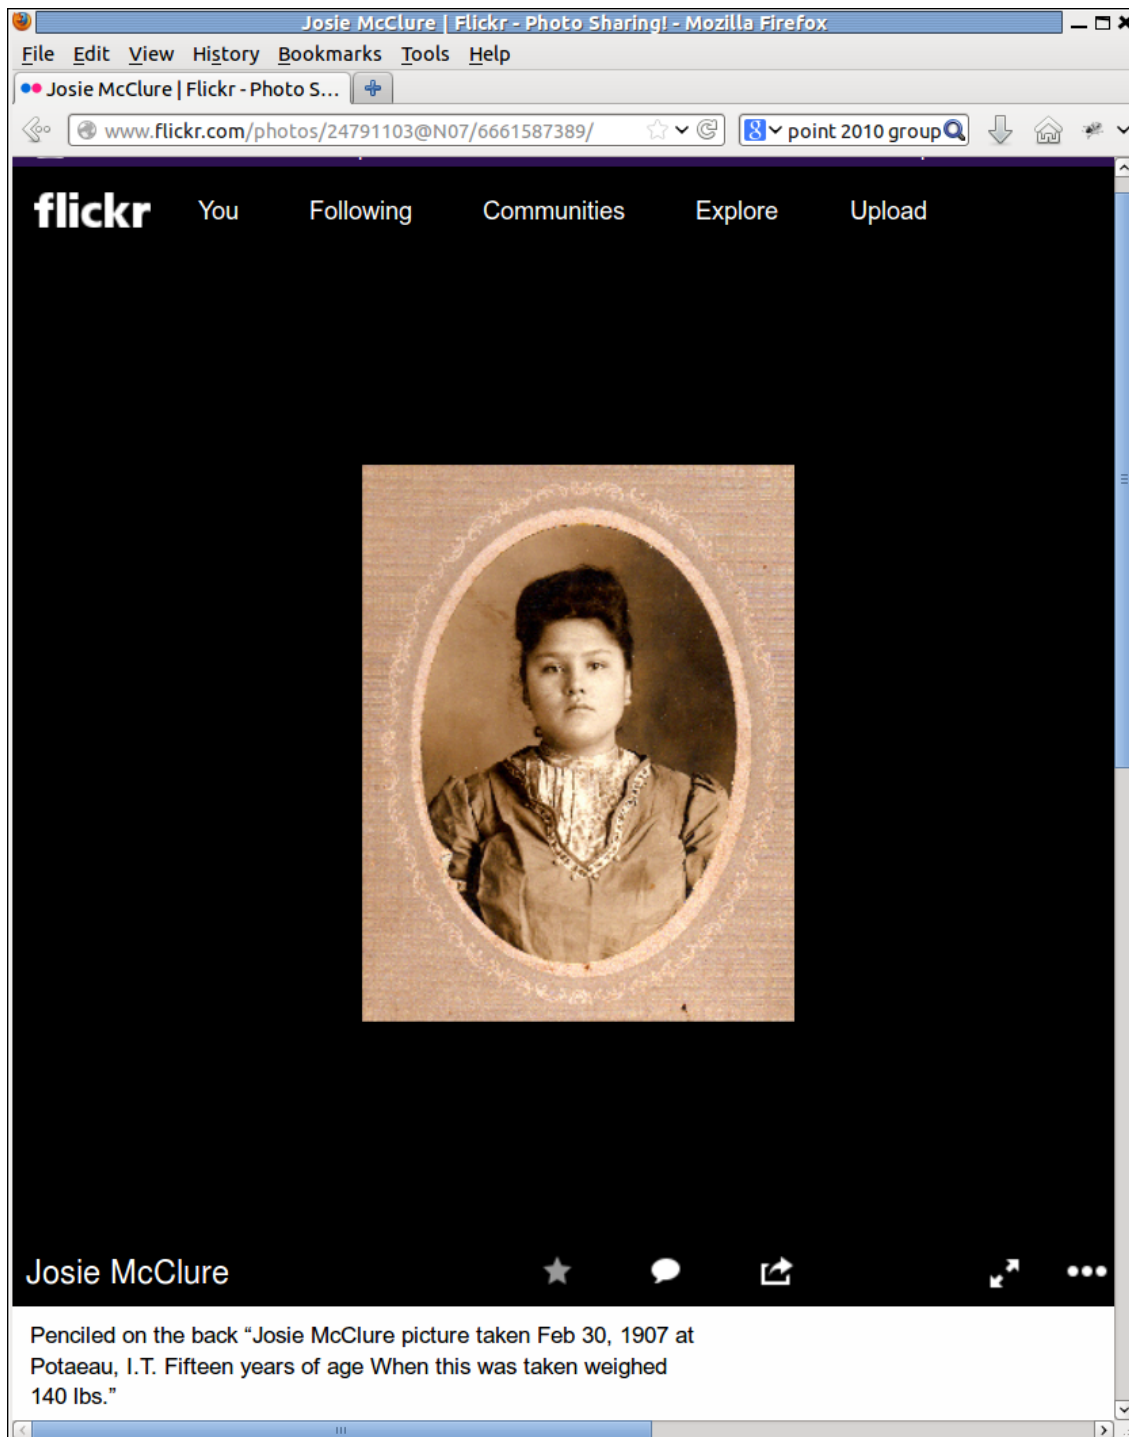 Josie McClure | Flickr - Photo Sharing! - Mozilla Firefox
File Edit View History Bookmarks Tools Help
Josie McClure | Flickr - Photo S...
www.flickr.com/photos/24791103@N07/6661587389/ 8 point 2010 group
flickr You Following Communities Explore Upload
Josie McClure
Penciled on the back “Josie McClure picture taken Feb 30, 1907 at
Potaeau, I.T. Fifteen years of age When this was taken weighed
140 lbs.”